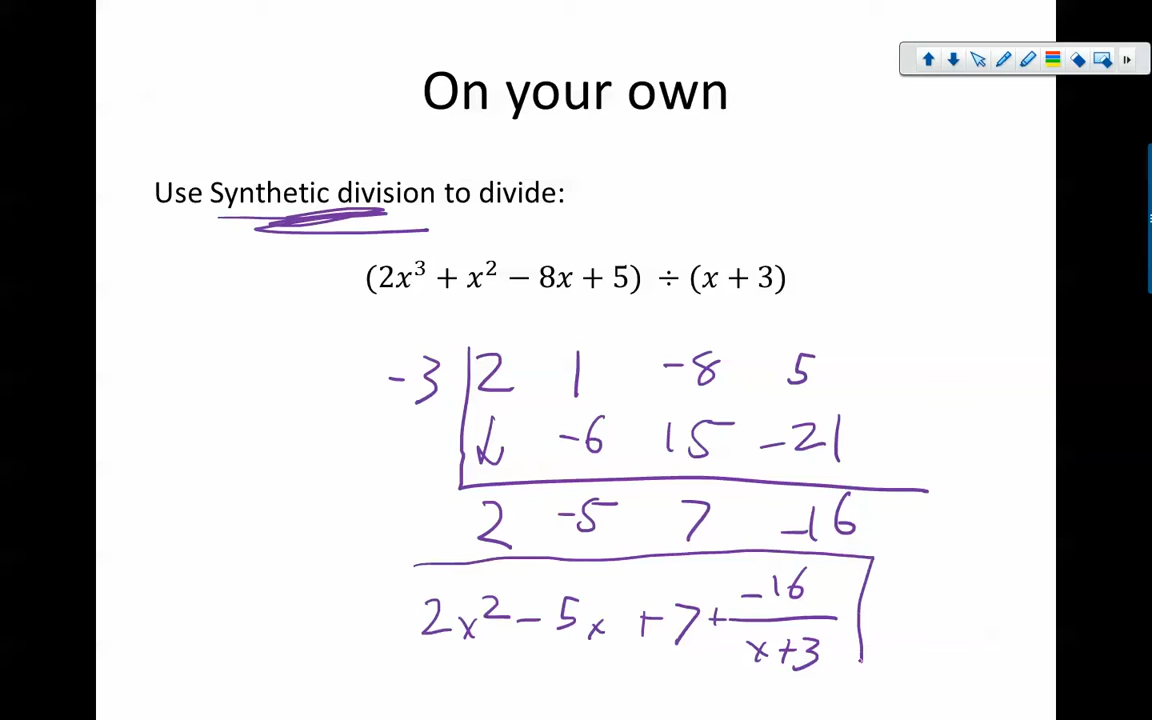 On your own
Use Synthetic division to divide:
(2x³ + x² − 8x + 5) ÷ (x + 3)
-3 | 2 1 -8 5
↓ -6 15 -21
2 -5 7 -16
2x² - 5x + 7 + -16/x+3